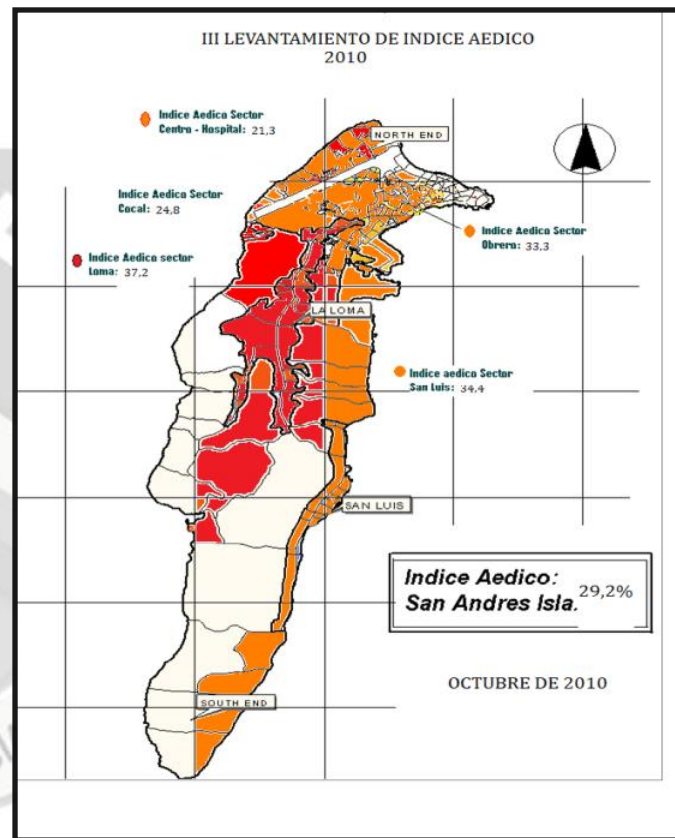 III LEVANTAMIENTO DE INDICE AEDICO
2010
Indice Aedico Sector
Centro - Hospital: 21,3
NORTH END
Indice Aedico Sector
Cocal: 24,8
Indice Aedico Sector
Obrero: 33,3
Indice Aedico sector
Loma: 37,2
LA LOMA
Indice aedico Sector
San Luis: 34,4
SAN LUIS
Indice Aedico:
San Andres Isla. 29,2%
OCTUBRE DE 2010
SOUTH END